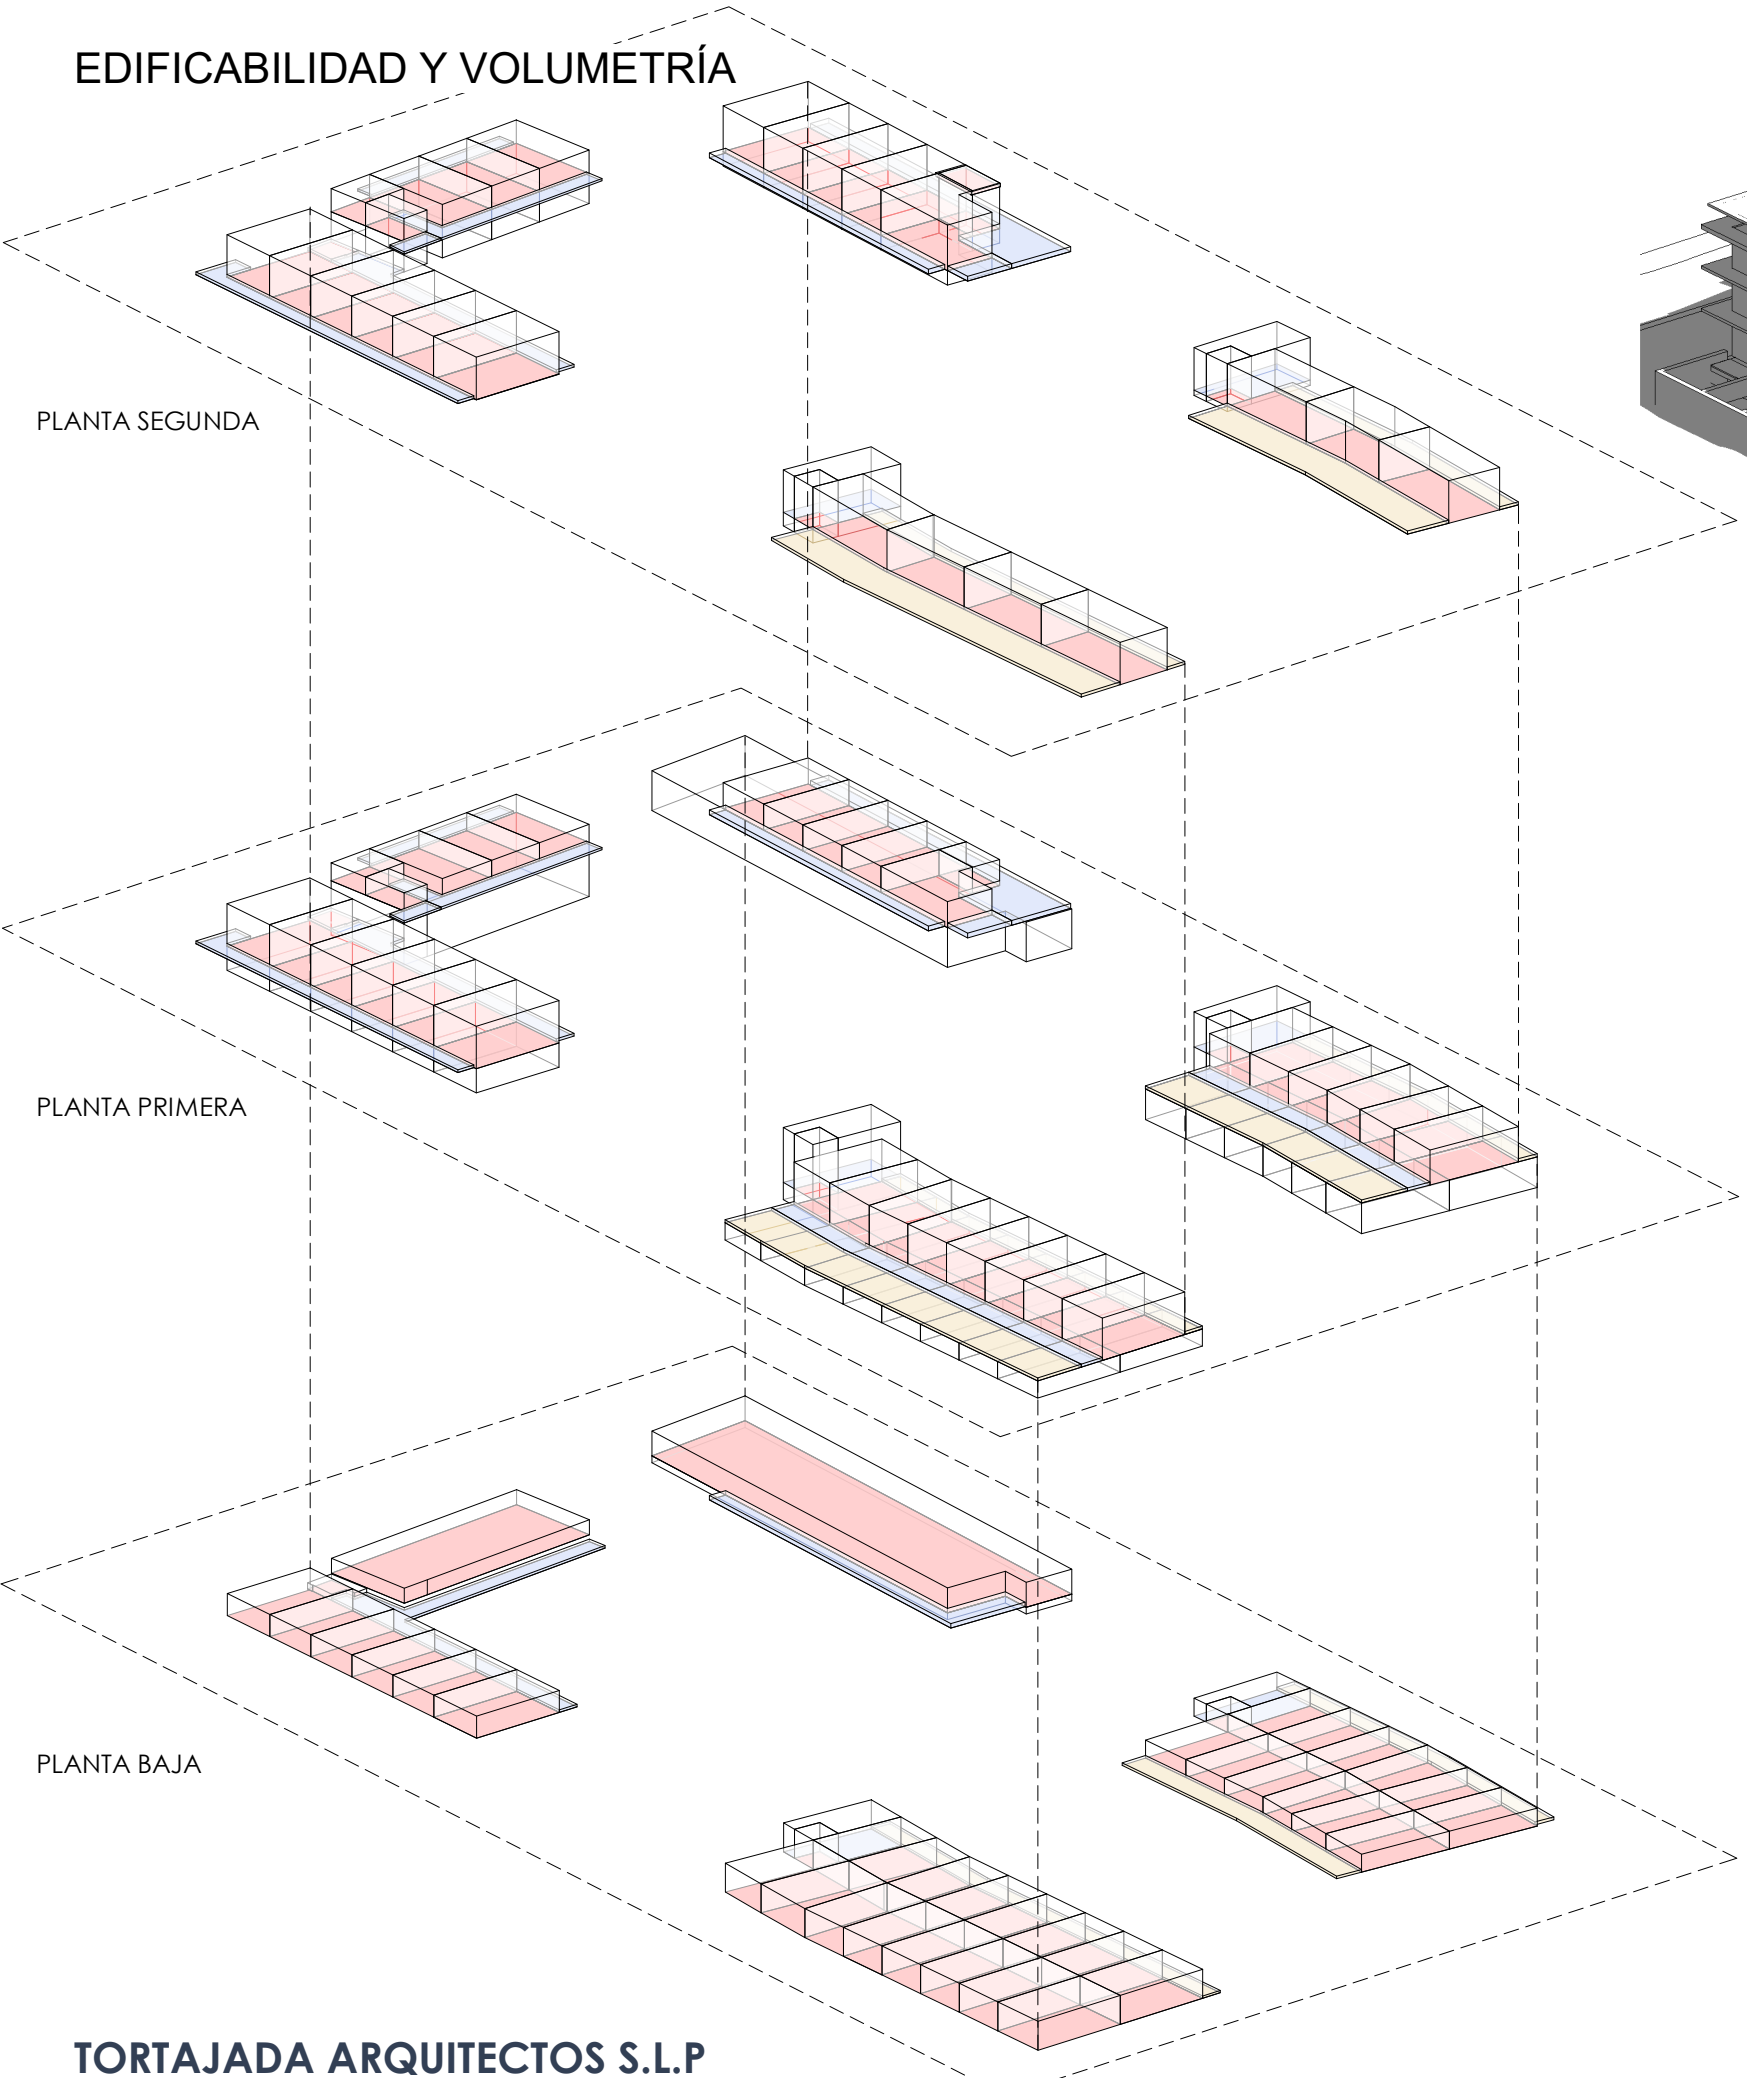 EDIFICABILIDAD Y VOLUMETRÍA
PLANTA SEGUNDA
PLANTA PRIMERA
PLANTA BAJA
TORTAJADA ARQUITECTOS S.L.P